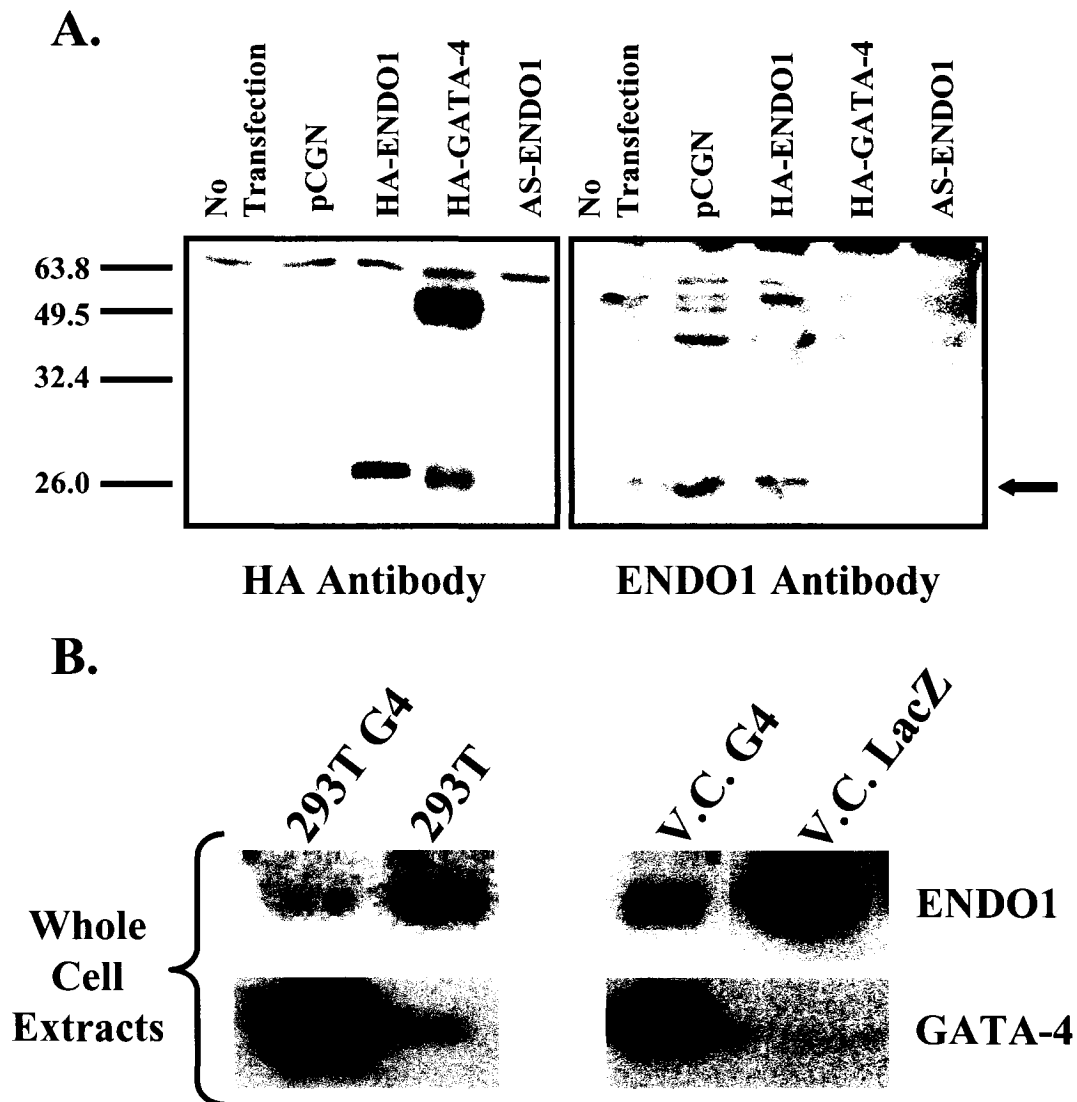 A.
No
Transfection
pCGN
HA-ENDO1
HA-GATA-4
AS-ENDO1
No
Transfection
pCGN
HA-ENDO1
HA-GATA-4
AS-ENDO1
63.8
49.5
32.4
26.0
HA Antibody
ENDO1 Antibody
B.
293T G4
293T
V.C. G4
V.C. LacZ
Whole
Cell
Extracts
ENDO1
GATA-4